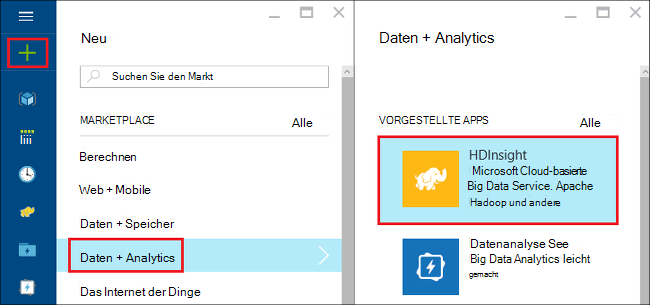 Neu
Suchen Sie den Markt
MARKETPLACE Alle
Berechnen
Web + Mobile
Daten + Speicher
Daten + Analytics
Das Internet der Dinge
Daten + Analytics
VORGESTELLTE APPS Alle
HDInsight
Microsoft Cloud-basierte
Big Data Service. Apache
Hadoop und andere
Datenanalyse See
Big Data Analytics leicht
gemacht